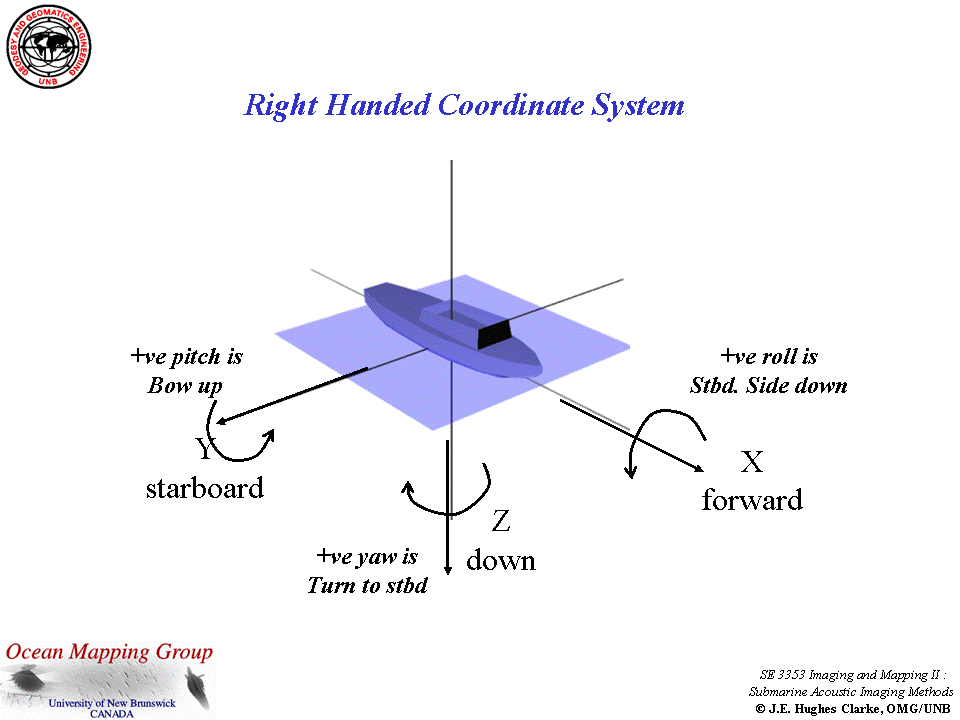 GEODESY AND GEOMATICS ENGINEERING
UNB
Right Handed Coordinate System
+ve pitch is
Bow up
+ve roll is
Stbd. Side down
Y
starboard
X
forward
Z
down
+ve yaw is
Turn to stbd
Ocean Mapping Group
University of New Brunswick
CANADA
SE 3353 Imaging and Mapping II :
Submarine Acoustic Imaging Methods
© J.E. Hughes Clarke, OMG/UNB